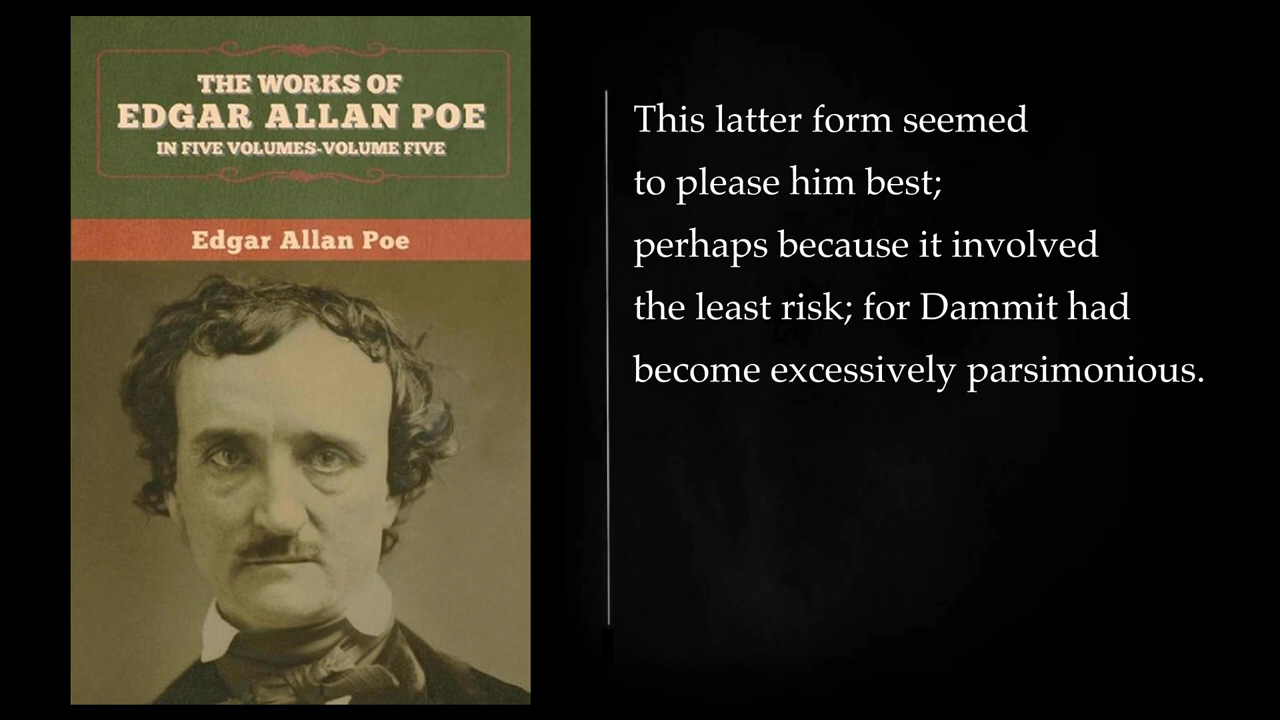 THE WORKS OF
EDGAR ALLAN POE
IN FIVE VOLUMES-VOLUME FIVE
Edgar Allan Poe
This latter form seemed
to please him best;
perhaps because it involved
the least risk; for Dammit had
become excessively parsimonious.